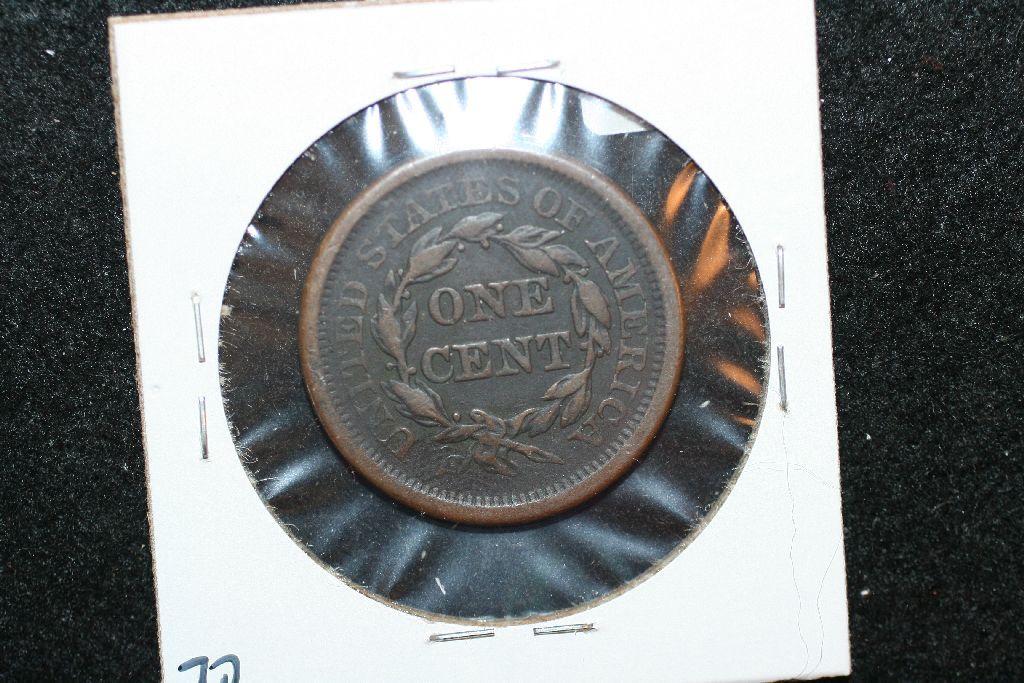 UNITED STATES OF AMERICA
ONE
CENT